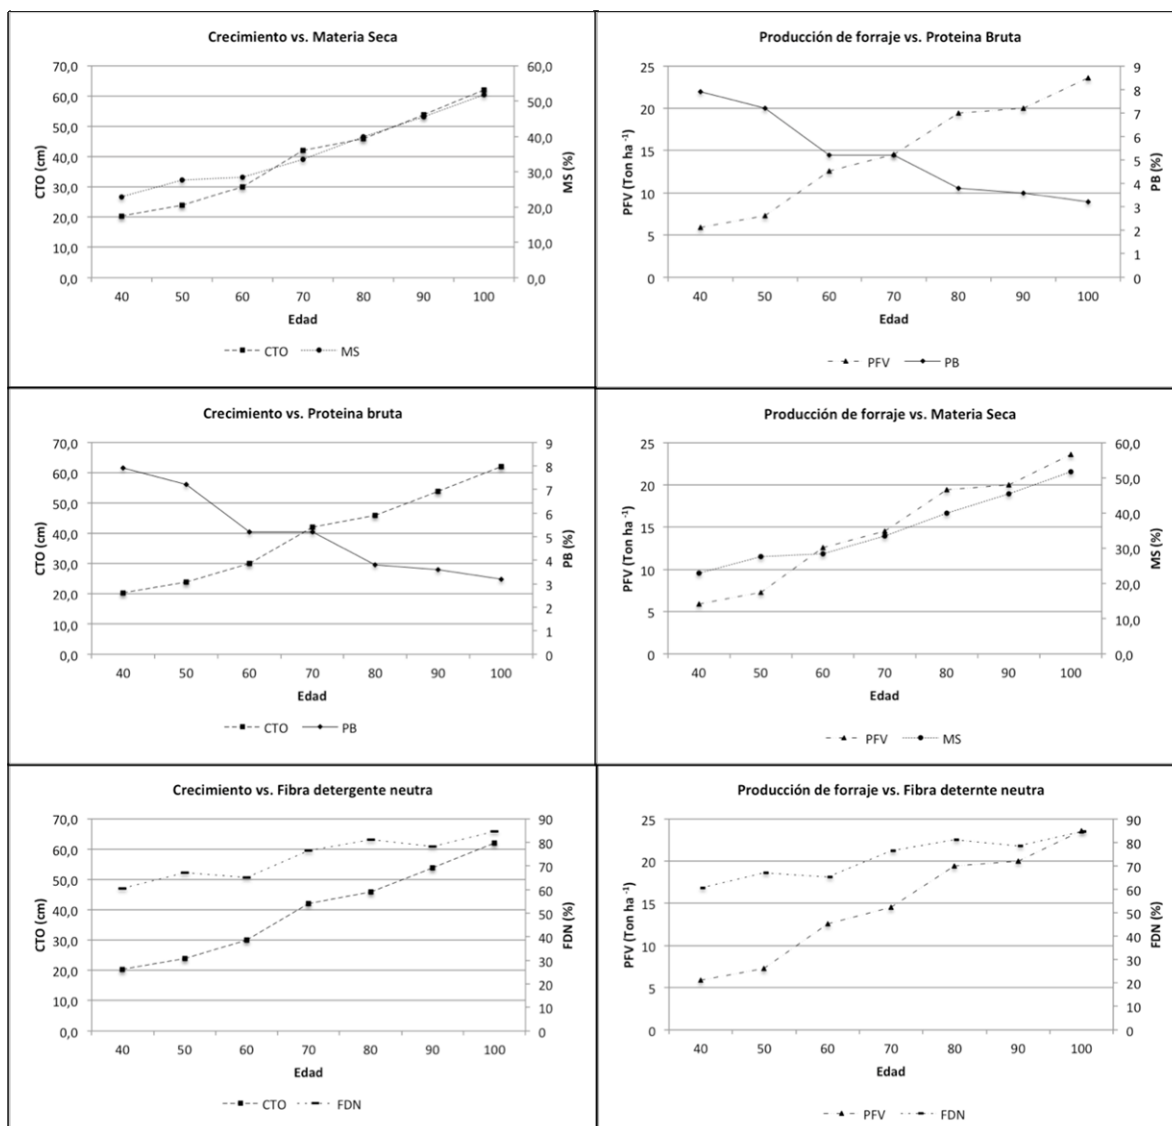 Crecimiento vs. Materia Seca
70,0
60,0
50,0
40,0
30,0
20,0
10,0
0,0
CTO (cm)
60,0
50,0
40,0
30,0
20,0
10,0
0,0
MS (%)
40 50 60 70 80 90 100
Edad
CTO MS
Producción de forraje vs. Proteina Bruta
25
20
15
10
5
0
PFV (Ton ha -1)
9
8
7
6
5
4
3
2
1
0
PB (%)
40 50 60 70 80 90 100
Edad
PFV PB
Crecimiento vs. Proteina bruta
70,0
60,0
50,0
40,0
30,0
20,0
10,0
0,0
CTO (cm)
9
8
7
6
5
4
3
2
1
0
PB (%)
40 50 60 70 80 90 100
Edad
CTO PB
Producción de forraje vs. Materia Seca
25
20
15
10
5
0
PFV (Ton ha -1)
60,0
50,0
40,0
30,0
20,0
10,0
0,0
MS (%)
40 50 60 70 80 90 100
Edad
PFV MS
Crecimiento vs. Fibra detergente neutra
70,0
60,0
50,0
40,0
30,0
20,0
10,0
0,0
CTO (cm)
90
80
70
60
50
40
30
20
10
0
FDN (%)
40 50 60 70 80 90 100
Edad
CTO FDN
Producción de forraje vs. Fibra deternte neutra
25
20
15
10
5
0
PFV (Ton ha -1)
90
80
70
60
50
40
30
20
10
0
FDN (%)
40 50 60 70 80 90 100
Edad
PFV FDN